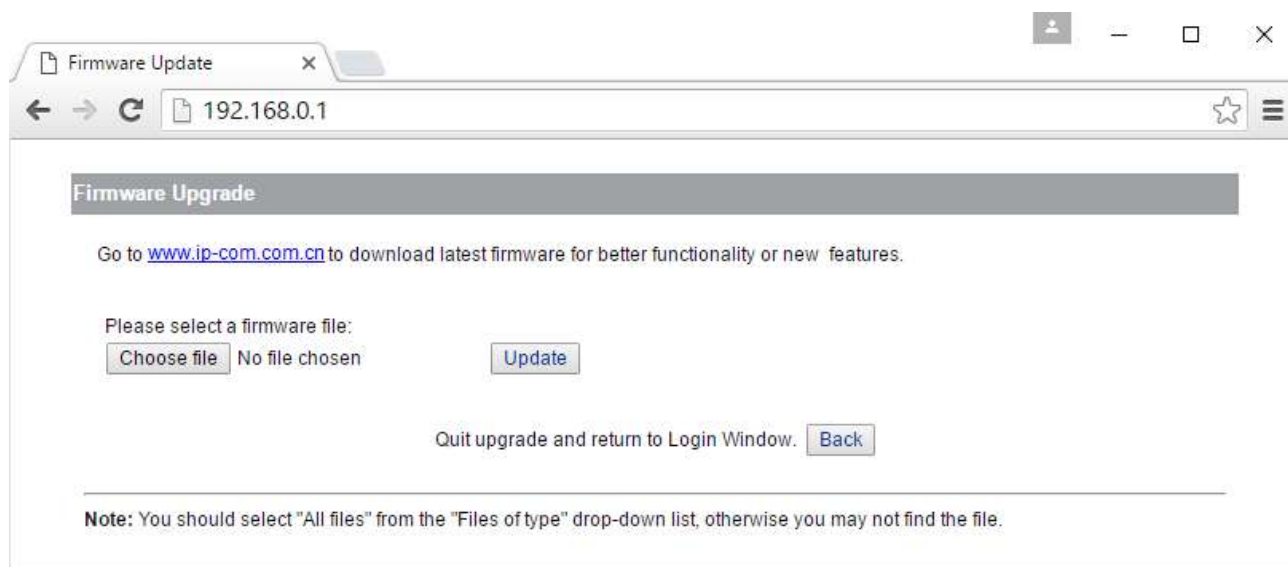 Firmware Update
192.168.0.1
Firmware Upgrade
Go to www.ip-com.com.cn to download latest firmware for better functionality or new features.
Please select a firmware file:
Choose file No file chosen Update
Quit upgrade and return to Login Window. Back
Note: You should select "All files" from the "Files of type" drop-down list, otherwise you may not find the file.